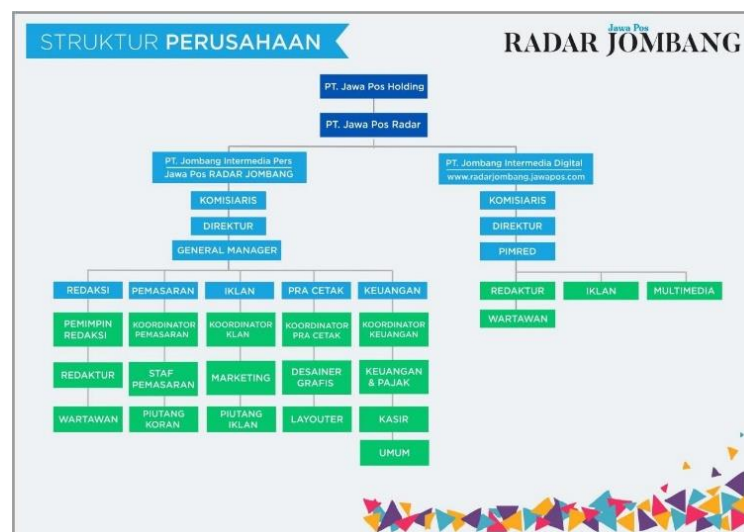 STRUKTUR PERUSAHAAN
Jawa Pos
RADAR JOMBANG
PT. Jawa Pos Holding
PT. Jawa Pos Radar
PT. Jombang Intermedia Pers
Jawa Pos RADAR JOMBANG
KOMISIARIS
DIREKTUR
GENERAL MANAGER
REDAKSI
PEMIMPIN
REDAKSI
REDAKTUR
WARTAWAN
PEMASARAN
KOORDINATOR
PEMASARAN
STAF
PEMASARAN
PIUTANG
KORAN
IKLAN
KOORDINATOR
KLAN
MARKETING
PIUTANG
IKLAN
PRA CETAK
KOORDINATOR
PRA CETAK
DESAINER
GRAFIS
LAYOUTER
KEUANGAN
KOORDINATOR
KEUANGAN
KEUANGAN
& PAJAK
KASIR
UMUM
PT. Jombang Intermedia Digital
www.radarjombang.jawapos.com
KOMISIARIS
DIREKTUR
PIMRED
REDAKTUR
WARTAWAN
IKLAN
MULTIMEDIA